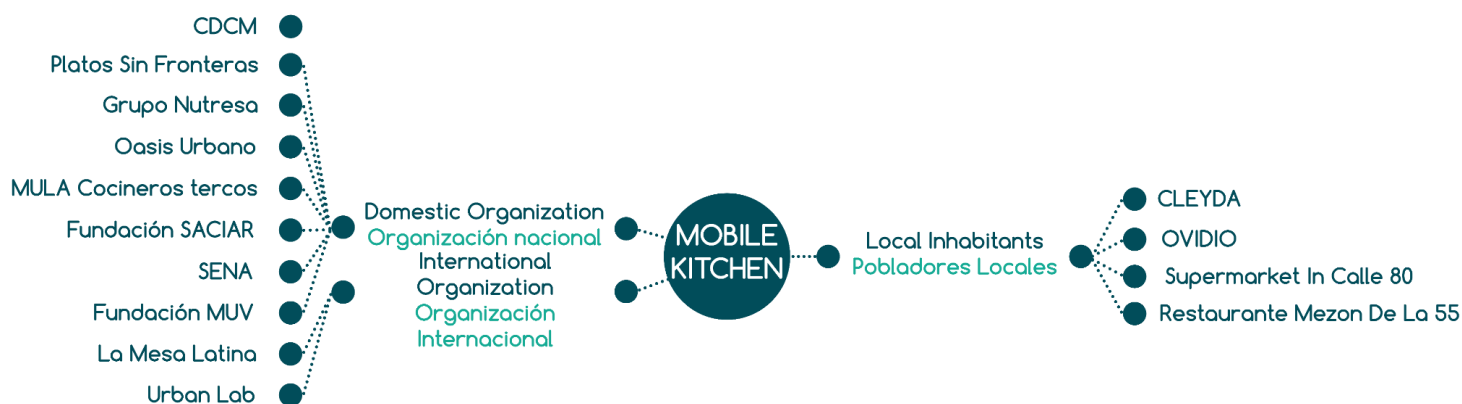 CDCM
Platos Sin Fronteras
Grupo Nutresa
Oasis Urbano
MULA Cocineros tercos
Fundación SACIAR
SENA
Fundación MUV
La Mesa Latina
Urban Lab
Domestic Organization
Organización nacional
International
Organization
Organización
Internacional
MOBILE
KITCHEN
Local Inhabitants
Pobladores Locales
CLEYDA
OVIDIO
Supermarket In Calle 80
Restaurante Mezon De La 55